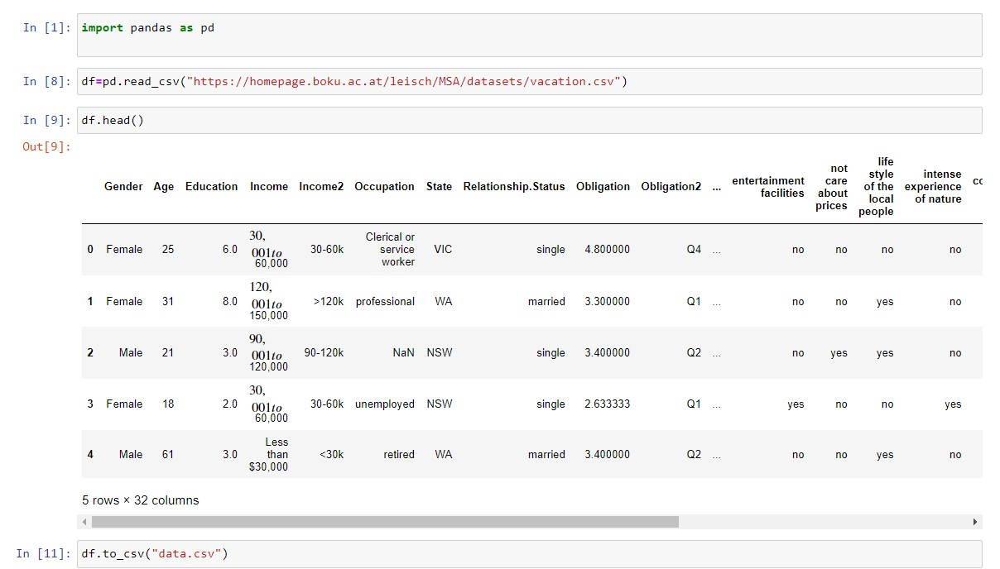 In [1]: import pandas as pd
In [8]: df=pd.read_csv("https://homepage.boku.ac.at/leisch/MSA/datasets/vacation.csv")
In [9]: df.head()
Out[9]:
Gender Age Education Income Income2 Occupation State Relationship.Status Obligation Obligation2 ... entertainment facilities not care about prices life style of the local people intense experience of nature cc
0 Female 25 6.0 30,001to 60,000 30-60k Clerical or service worker VIC single 4.800000 Q4 ... no no no no
1 Female 31 8.0 120,001to 150,000 >120k professional WA married 3.300000 Q1 ... no no yes no
2 Male 21 3.0 90,001to 120,000 90-120k NaN NSW single 3.400000 Q2 ... no yes yes no
3 Female 18 2.0 30,001to 60,000 30-60k unemployed NSW single 2.633333 Q1 ... yes no no yes
4 Male 61 3.0 Less than $30,000 <30k retired WA married 3.400000 Q2 ... no no yes no
5 rows × 32 columns
In [11]: df.to_csv("data.csv")